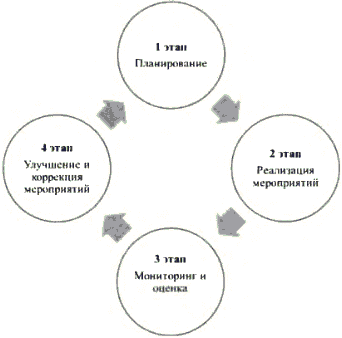 1 этап
Планирование
2 этап
Реализация
мероприятий
3 этап
Мониторинг и
оценка
4 этап
Улучшение и
коррекция
мероприятий